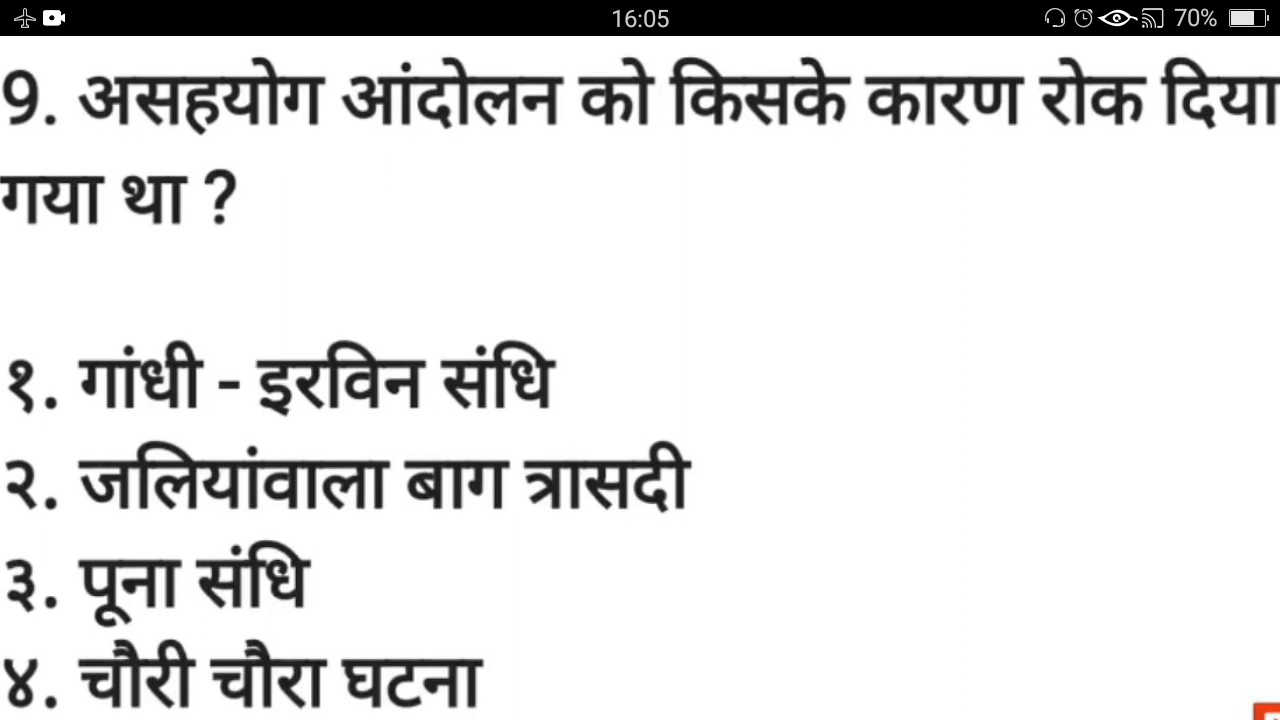 16:05 70%
9. असहयोग आंदोलन को किसके कारण रोक दिया
गया था ?
१. गांधी - इरविन संधि
२. जलियांवाला बाग त्रासदी
३. पूना संधि
४. चौरी चौरा घटना